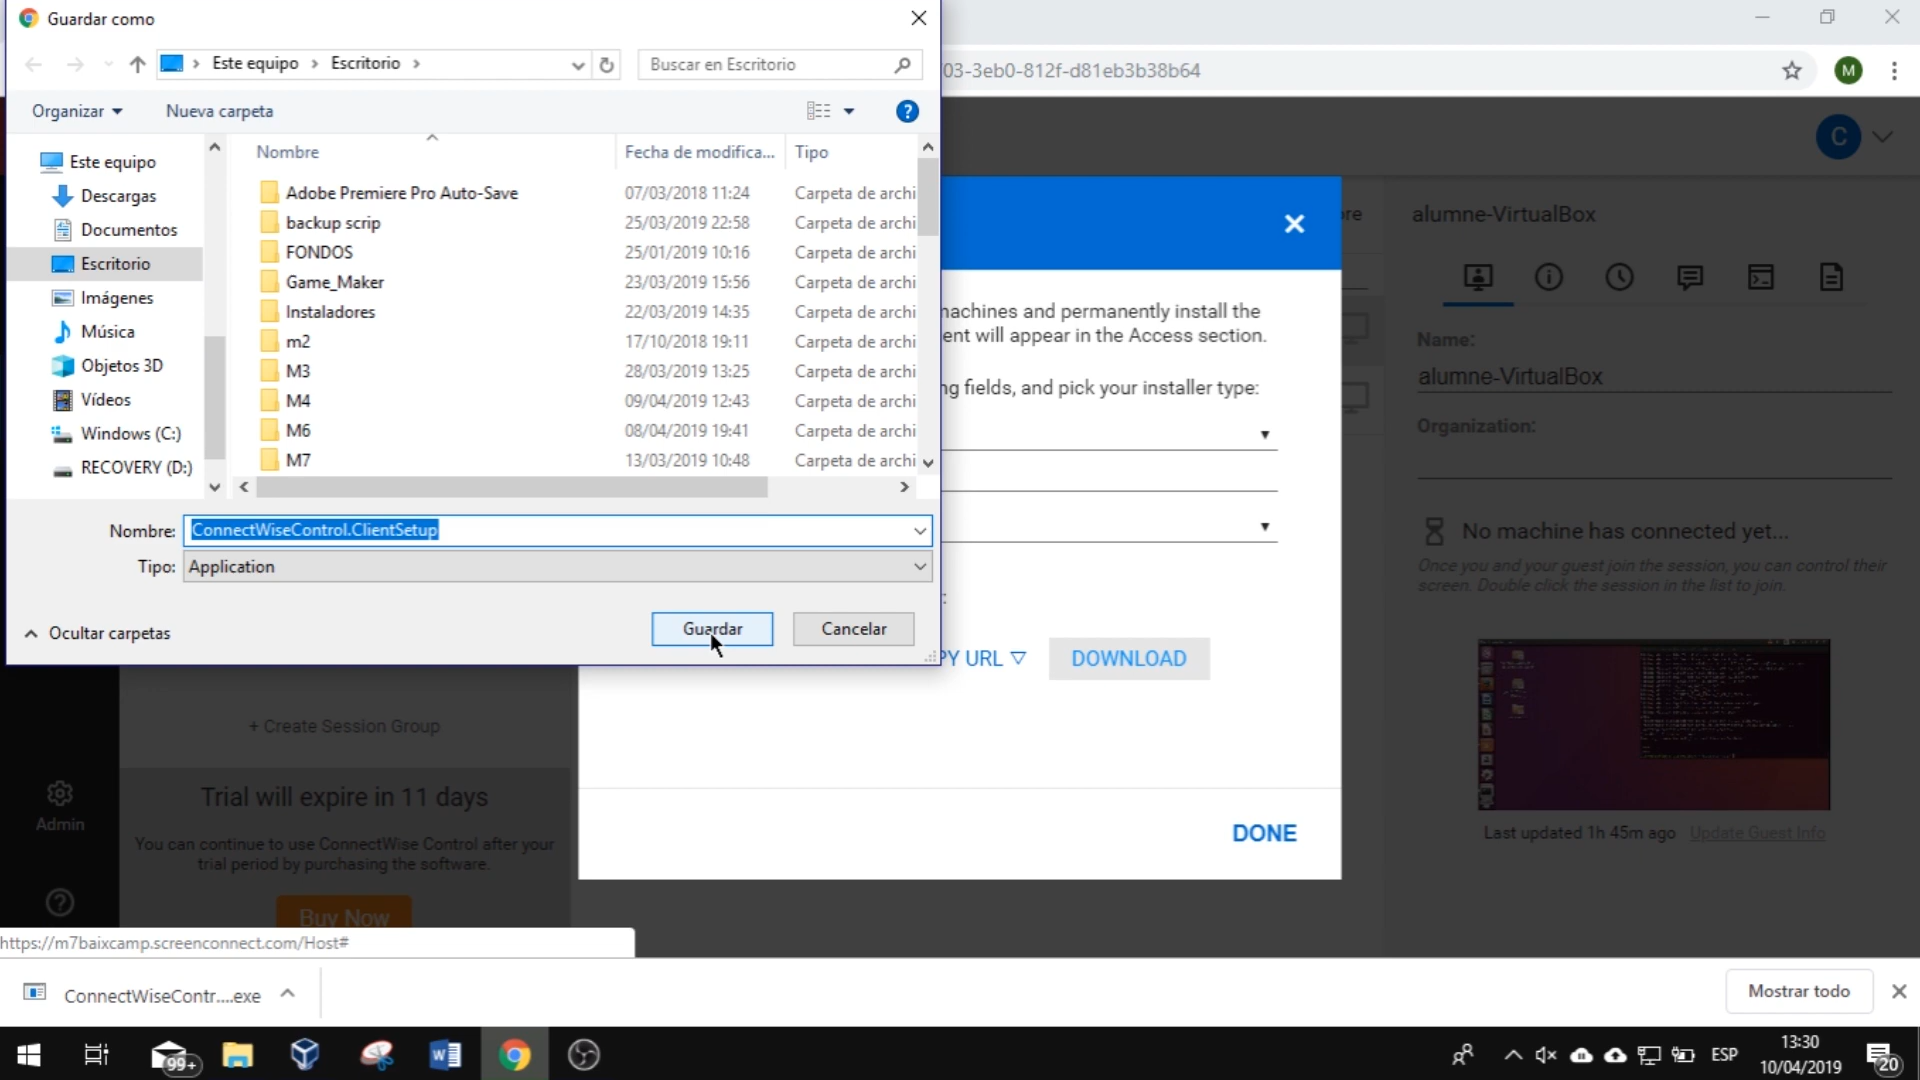 Guardar como
Este equipo > Escritorio >
Buscar en Escritorio
03-3eb0-812f-d81eb3b38b64
M
Organizar
Nueva carpeta
?
C
Nombre
Fecha de modifica...
Tipo
Este equipo
Descargas
Documentos
Escritorio
Imágenes
Música
Objetos 3D
Vídeos
Windows (C:)
RECOVERY (D:)
Adobe Premiere Pro Auto-Save 07/03/2018 11:24 Carpeta de archi
backup scrip 25/03/2019 22:58 Carpeta de archi
FONDOS 25/01/2019 10:16 Carpeta de archi
Game_Maker 23/03/2019 15:56 Carpeta de archi
Instaladores 22/03/2019 14:35 Carpeta de archi
m2 17/10/2018 19:11 Carpeta de archi
M3 28/03/2019 13:25 Carpeta de archi
M4 09/04/2019 12:43 Carpeta de archi
M6 08/04/2019 19:41 Carpeta de archi
M7 13/03/2019 10:48 Carpeta de archi
Nombre: ConnectWiseControl.ClientSetup
Tipo: Application
Ocultar carpetas
Guardar
Cancelar
nachines and permanently install the
ent will appear in the Access section.
ng fields, and pick your installer type:
:
PY URL
DOWNLOAD
DONE
ore
alumne-VirtualBox
Name:
alumne-VirtualBox
Organization:
No machine has connected yet...
Once you and your guest join the session, you can control their
screen. Double click the session in the list to join.
Last updated 1h 45m ago
Update Guest Info
+ Create Session Group
Admin
Trial will expire in 11 days
You can continue to use ConnectWise Control after your
trial period by purchasing the software.
Buy Now
https://m7baixcamp.screenconnect.com/Host#
ConnectWiseContr....exe
Mostrar todo
99+
ESP
13:30
10/04/2019
20